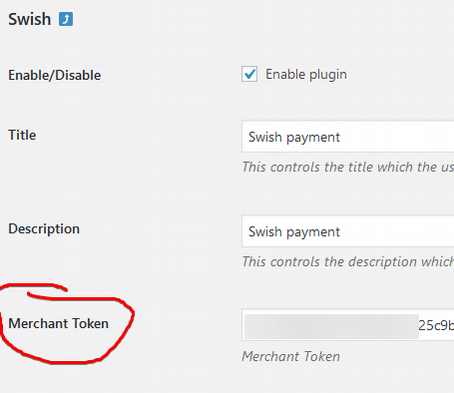 Swish
Enable/Disable
Enable plugin
Title
Swish payment
This controls the title which the us
Description
Swish payment
This controls the description which
Merchant Token
25c9b
Merchant Token